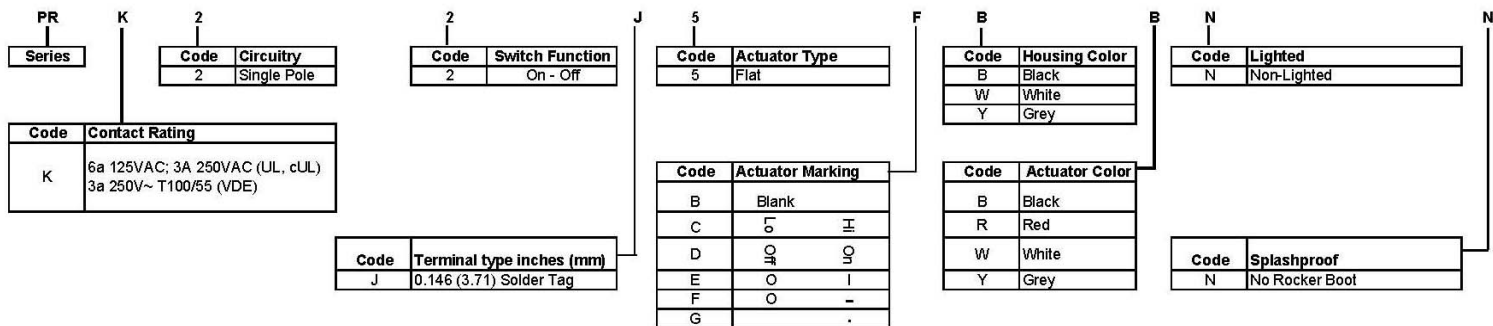 PR K 2 2 J 5 F B B N N
Series
Code Circuitry
2 Single Pole
Code Switch Function
2 On - Off
Code Actuator Type
5 Flat
Code Housing Color
B Black
W White
Y Grey
Code Lighted
N Non-Lighted
Code Contact Rating
K 6a 125VAC; 3A 250VAC (UL, cUL)
3a 250V~ T100/55 (VDE)
Code Terminal type inches (mm)
J 0.146 (3.71) Solder Tag
Code Actuator Marking
B Blank
C Lo Hi
D Off On
E O I
F O –
G .
Code Actuator Color
B Black
R Red
W White
Y Grey
Code Splashproof
N No Rocker Boot